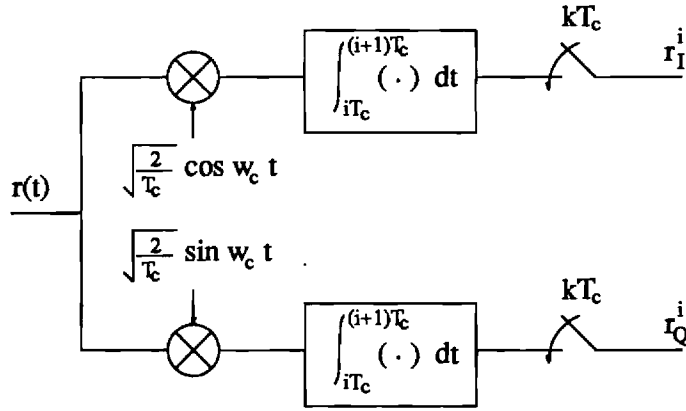 kT_c
r_I^i
∫_{iT_c}^{(i+1)T_c} (·) dt
√(2/T_c) cos w_c t
r(t)
√(2/T_c) sin w_c t
kT_c
r_Q^i
∫_{iT_c}^{(i+1)T_c} (·) dt